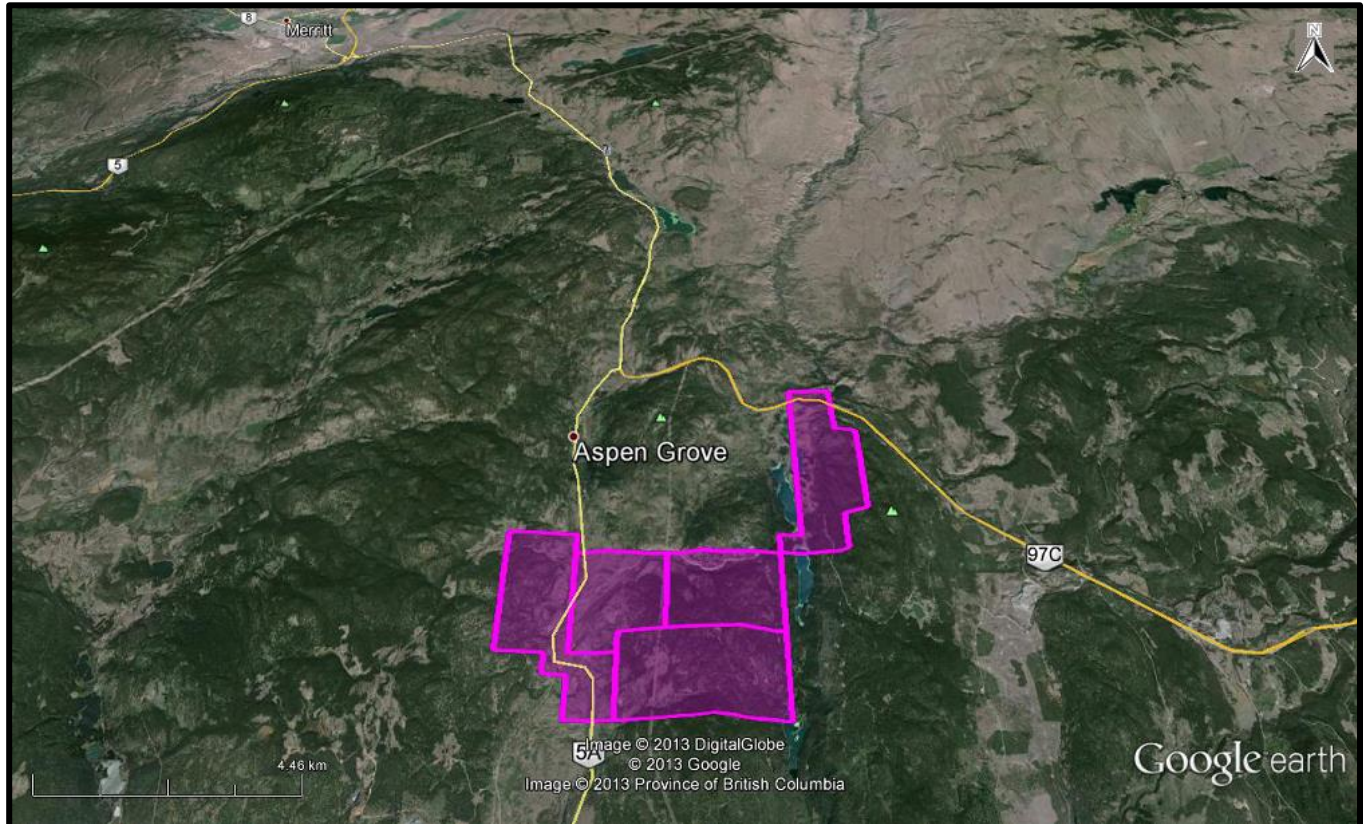 8
Merritt
N
5
Aspen Grove
97C
5A
4.46 km
Image © 2013 DigitalGlobe
© 2013 Google
Image © 2013 Province of British Columbia
Google earth